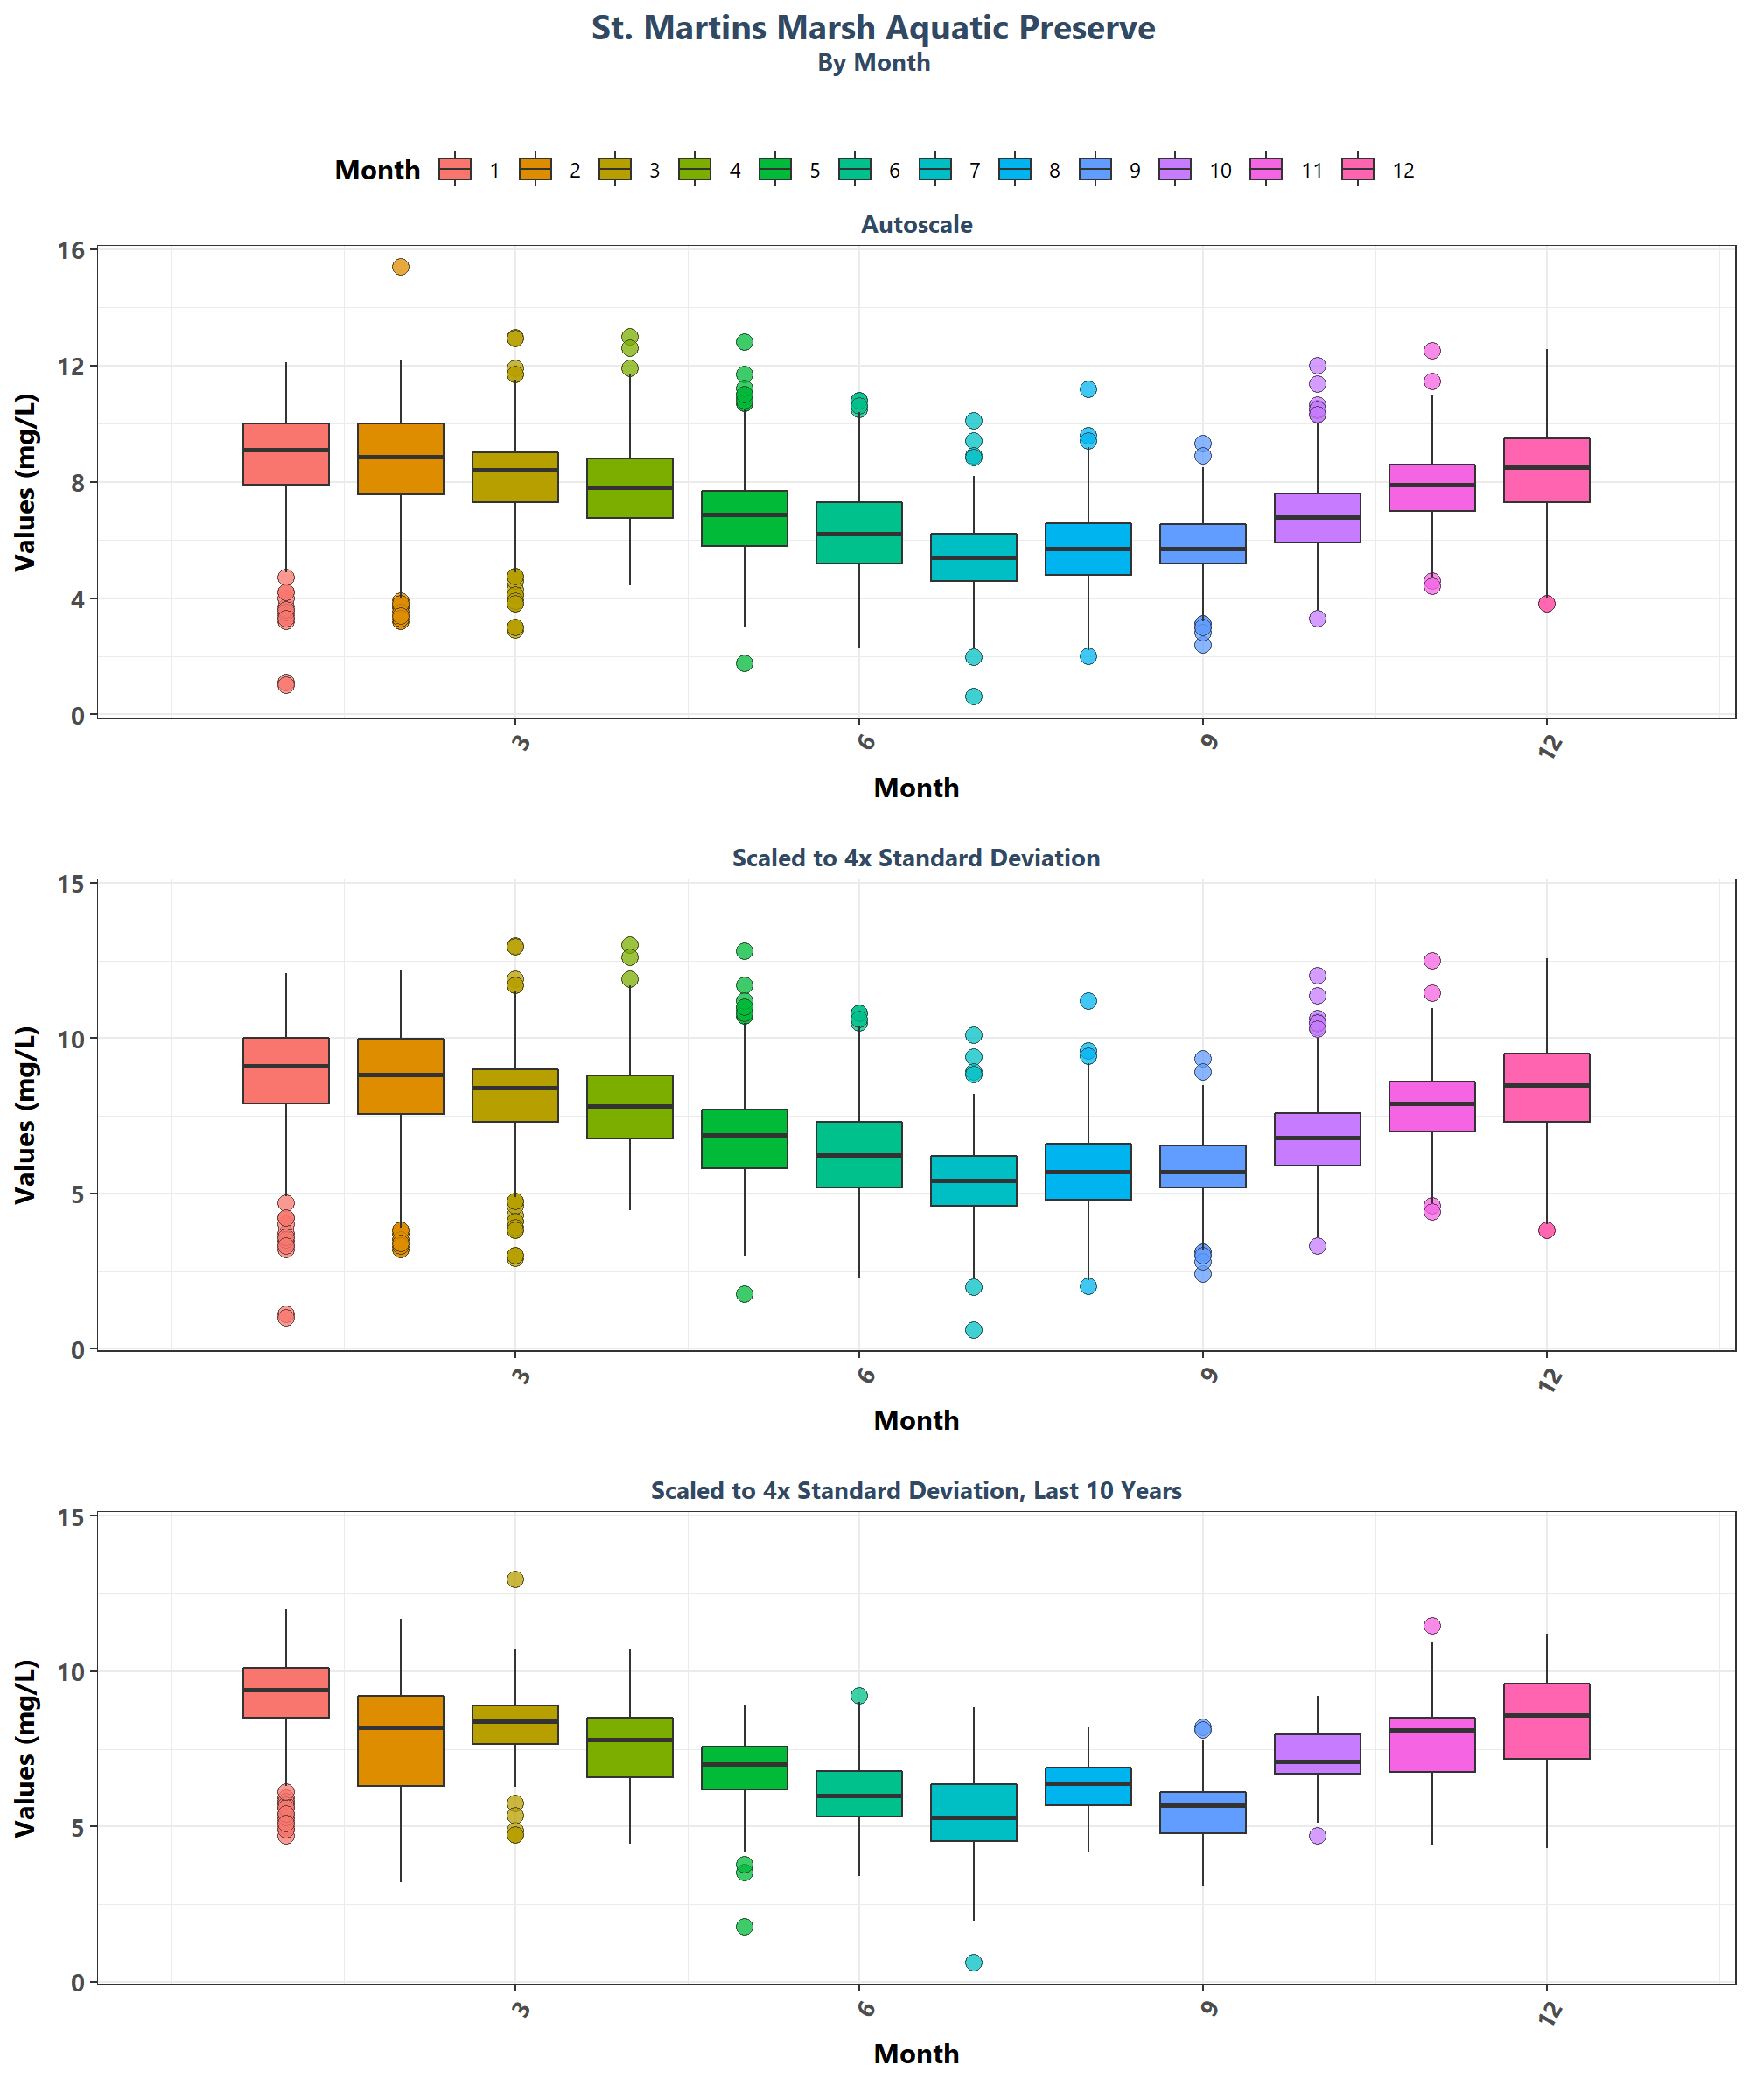 St. Martins Marsh Aquatic Preserve
By Month
Month 1 2 3 4 5 6 7 8 9 10 11 12
Autoscale
Values (mg/L)
16
12
8
4
0
3 6 9 12
Month
Scaled to 4x Standard Deviation
Values (mg/L)
15
10
5
0
3 6 9 12
Month
Scaled to 4x Standard Deviation, Last 10 Years
Values (mg/L)
15
10
5
0
3 6 9 12
Month